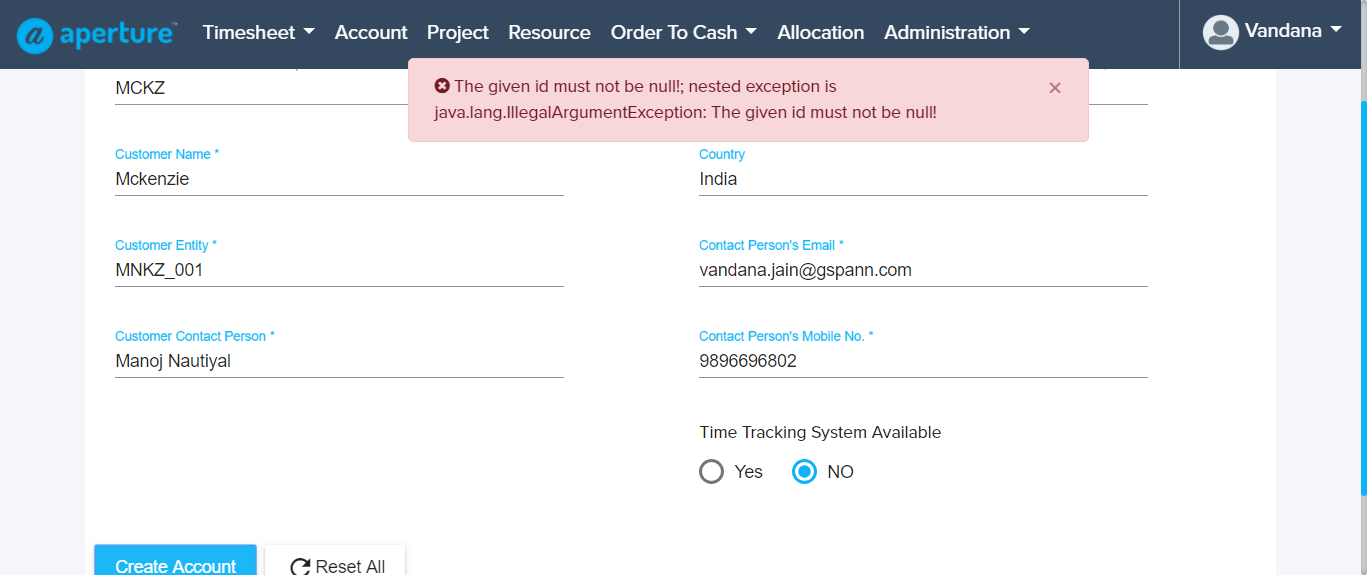 aperture™ Timesheet Account Project Resource Order To Cash Allocation Administration Vandana
The given id must not be null!; nested exception is
java.lang.IllegalArgumentException: The given id must not be null!
×
MCKZ
Customer Name * Country
Mckenzie India
Customer Entity * Contact Person's Email *
MNKZ_001 vandana.jain@gspann.com
Customer Contact Person * Contact Person's Mobile No. *
Manoj Nautiyal 9896696802
Time Tracking System Available
Yes NO
Create Account Reset All